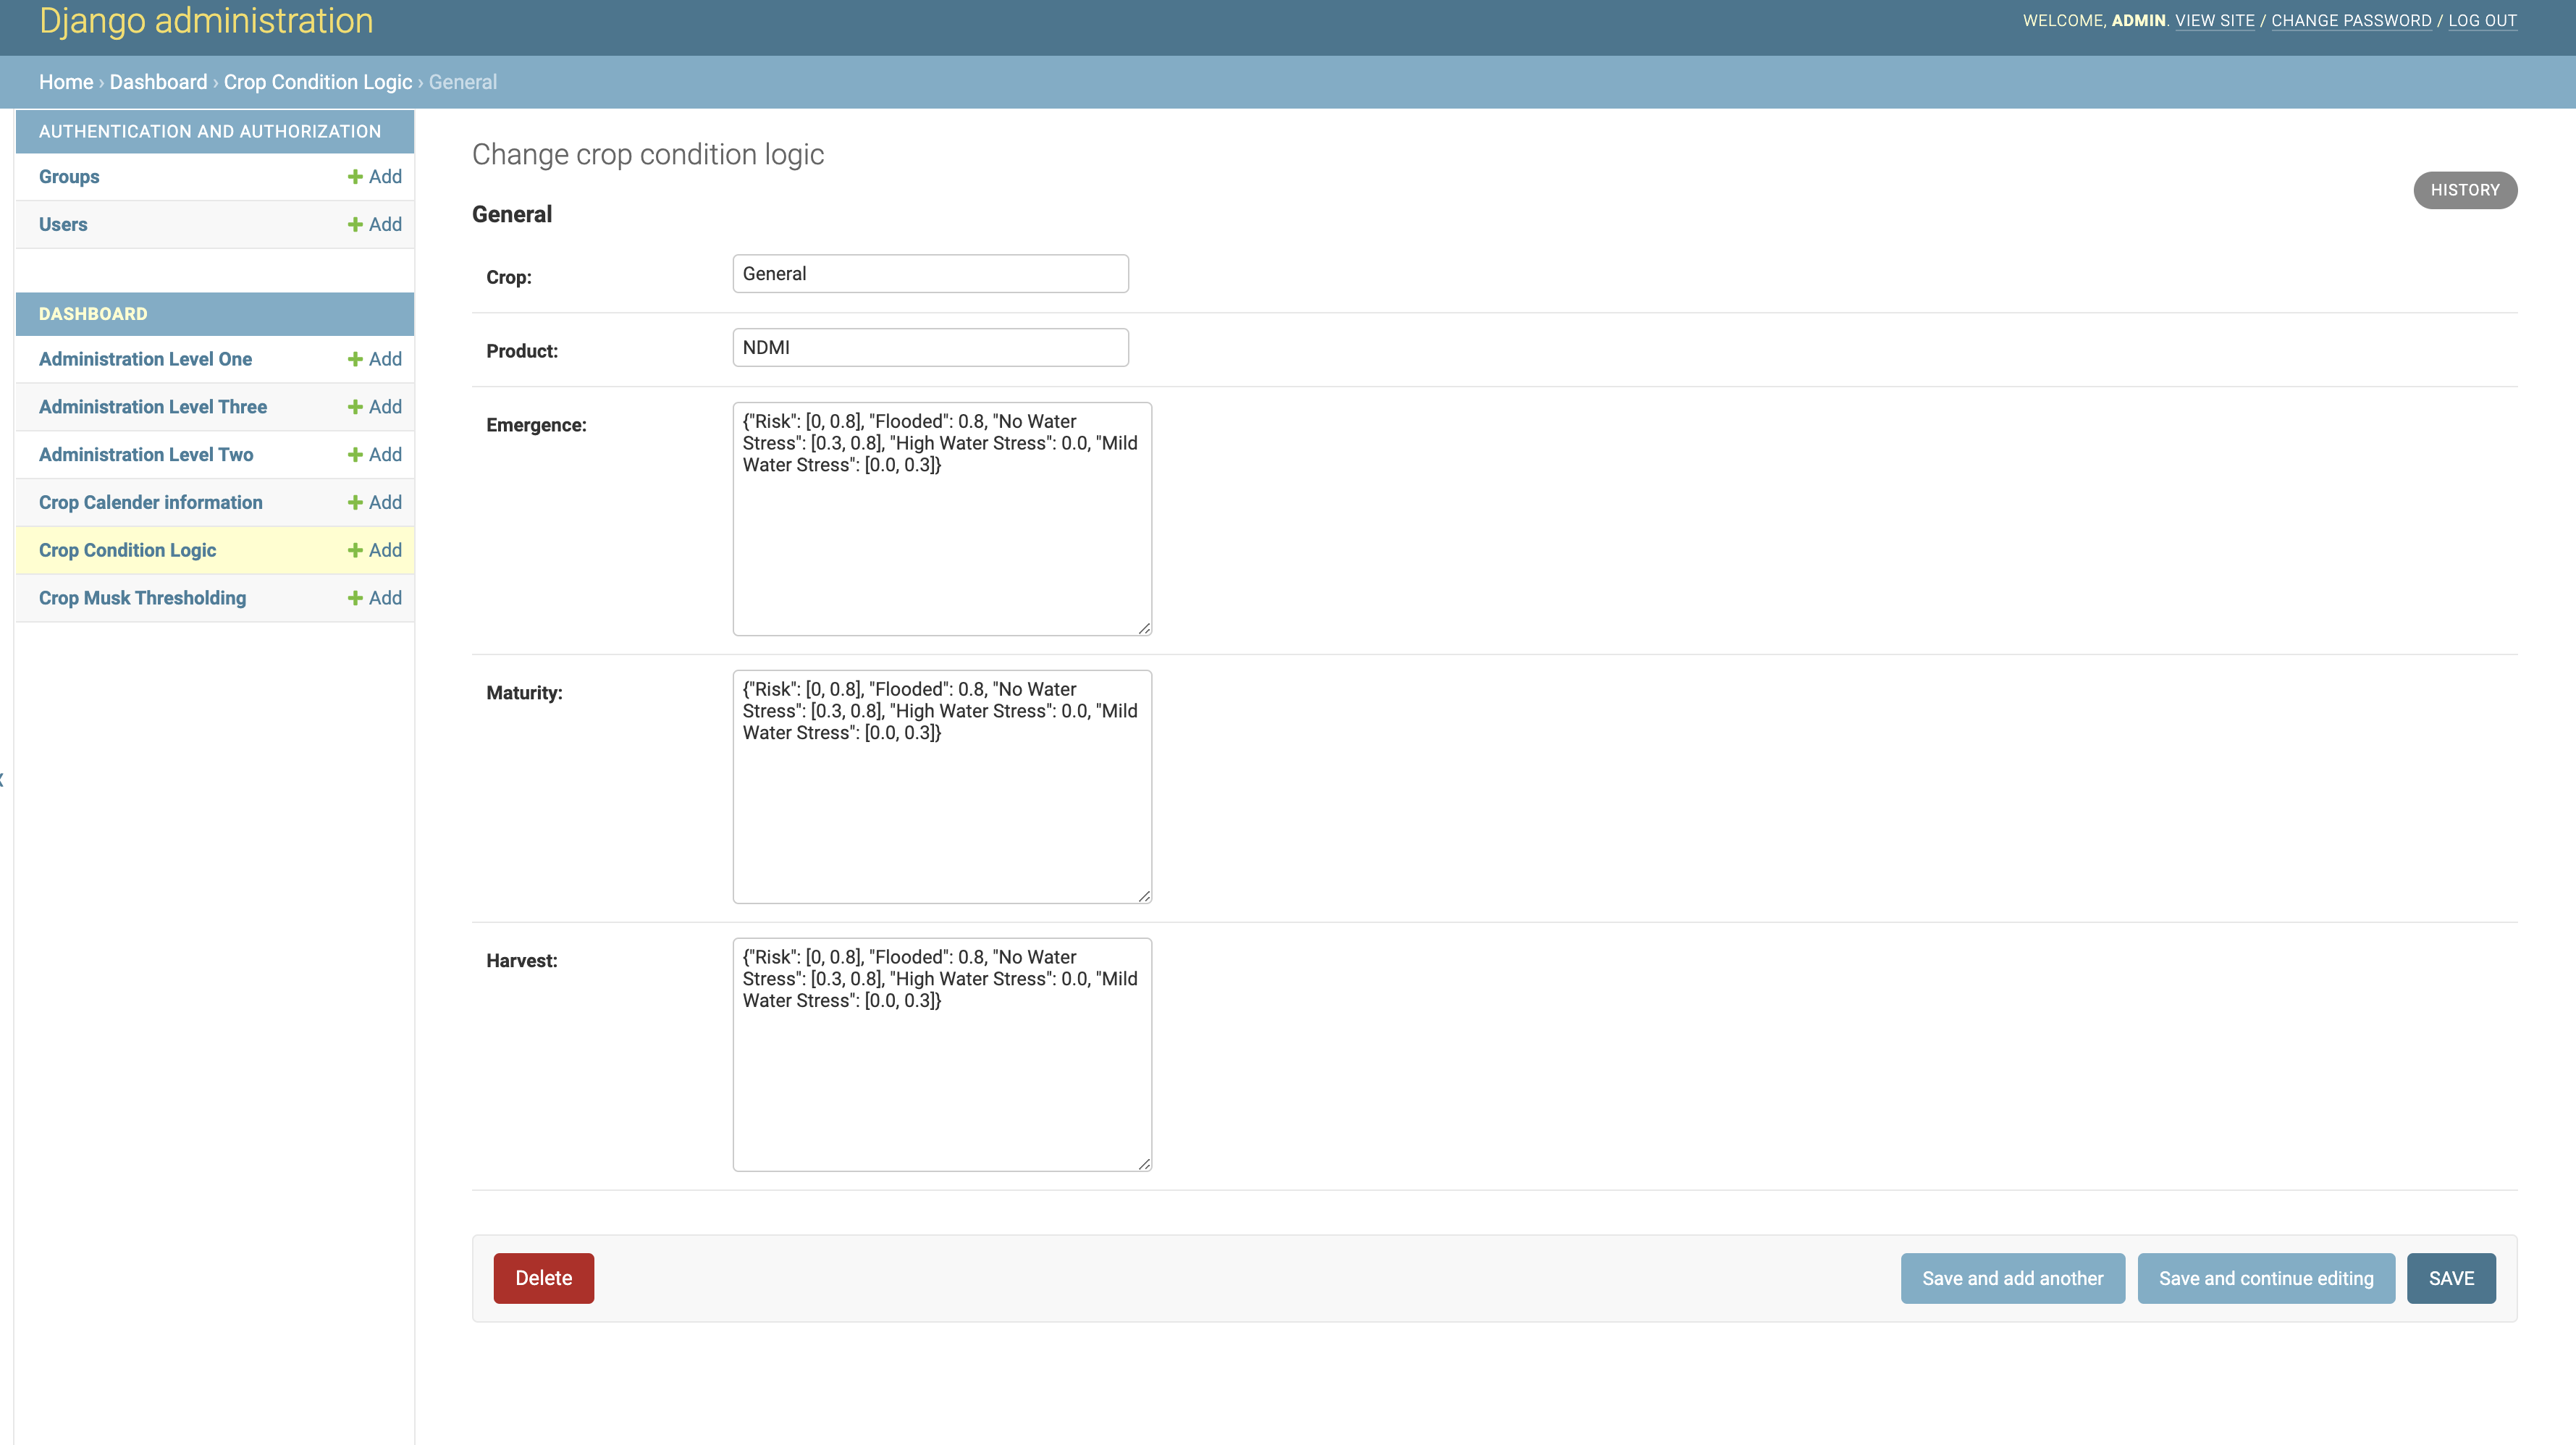 Django administration
WELCOME, ADMIN. VIEW SITE / CHANGE PASSWORD / LOG OUT
Home › Dashboard › Crop Condition Logic › General
AUTHENTICATION AND AUTHORIZATION
Groups + Add
Users + Add
DASHBOARD
Administration Level One + Add
Administration Level Three + Add
Administration Level Two + Add
Crop Calender information + Add
Crop Condition Logic + Add
Crop Musk Thresholding + Add
Change crop condition logic
HISTORY
General
Crop: General
Product: NDMI
Emergence:
{"Risk": [0, 0.8], "Flooded": 0.8, "No Water
Stress": [0.3, 0.8], "High Water Stress": 0.0, "Mild
Water Stress": [0.0, 0.3]}
Maturity:
{"Risk": [0, 0.8], "Flooded": 0.8, "No Water
Stress": [0.3, 0.8], "High Water Stress": 0.0, "Mild
Water Stress": [0.0, 0.3]}
Harvest:
{"Risk": [0, 0.8], "Flooded": 0.8, "No Water
Stress": [0.3, 0.8], "High Water Stress": 0.0, "Mild
Water Stress": [0.0, 0.3]}
Delete
Save and add another
Save and continue editing
SAVE